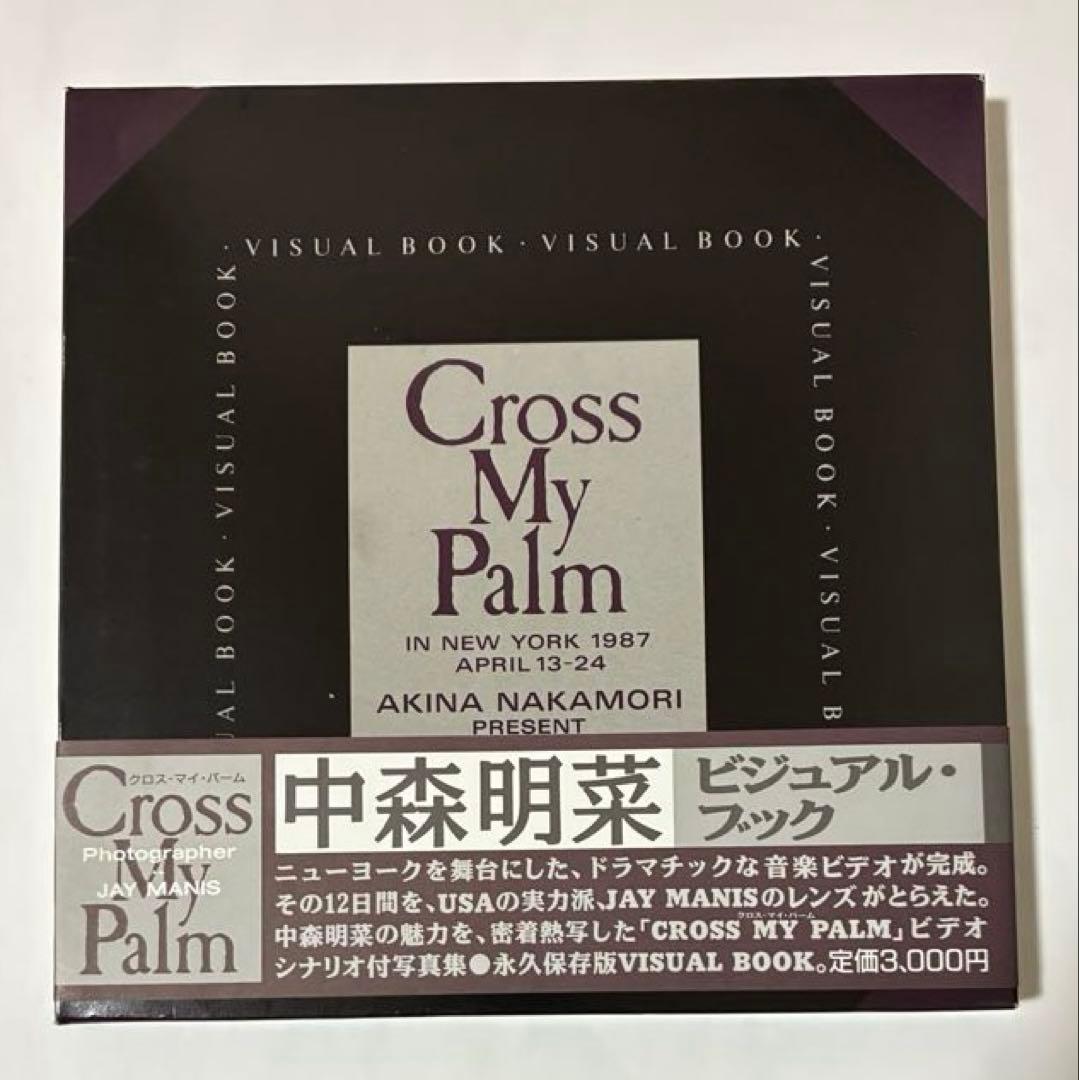 · VISUAL BOOK · VISUAL BOOK ·
VISUAL BOOK · VISUAL B
UAL BOOK · VISUAL BOOK ·
Cross
My
Palm
IN NEW YORK 1987
APRIL 13-24
AKINA NAKAMORI
PRESENT
クロス・マイ・パーム
Cross
My
Palm
Photographer
JAY MANIS
中森明菜
ビジュアル・
ブック
ニューヨークを舞台にした、ドラマチックな音楽ビデオが完成。
その12日間を、USAの実力派、JAY MANISのレンズがとらえた。
クロス・マイ・パーム
中森明菜の魅力を、密着熱写した「CROSS MY PALM」ビデオ
シナリオ付写真集●永久保存版VISUAL BOOK。定価3,000円